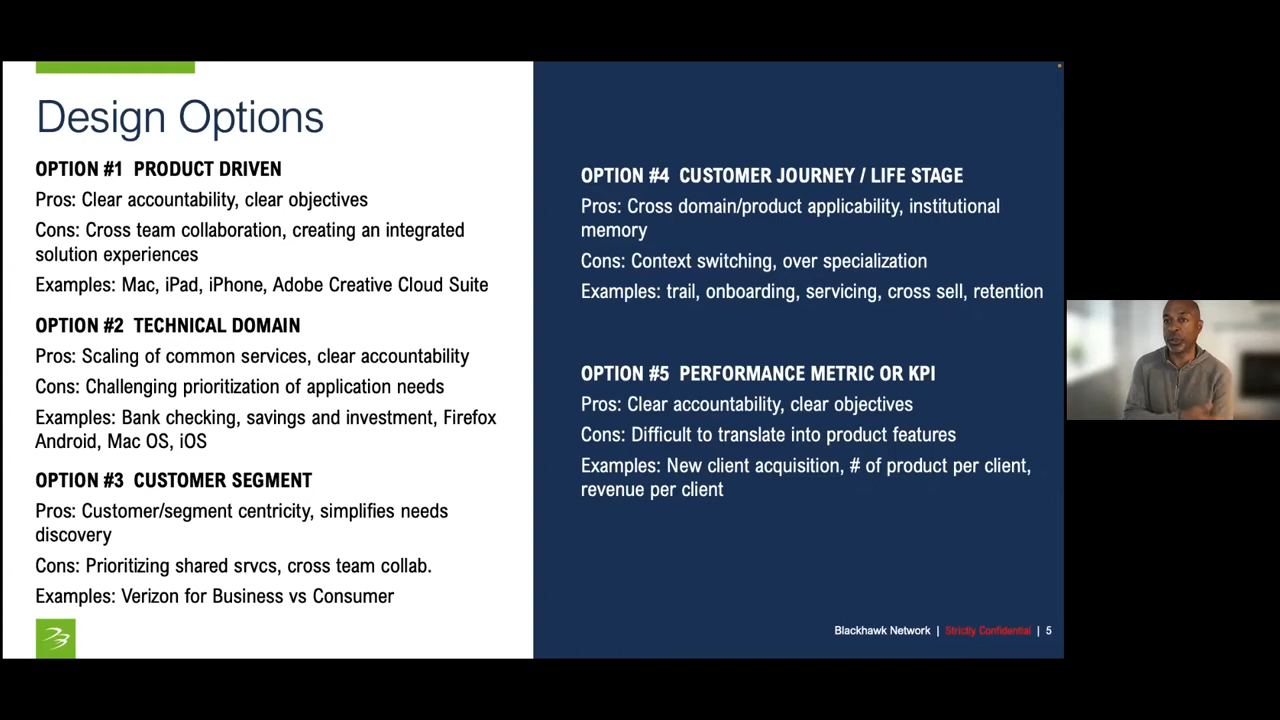 Design Options
OPTION #1 PRODUCT DRIVEN
Pros: Clear accountability, clear objectives
Cons: Cross team collaboration, creating an integrated
solution experiences
Examples: Mac, iPad, iPhone, Adobe Creative Cloud Suite
OPTION #2 TECHNICAL DOMAIN
Pros: Scaling of common services, clear accountability
Cons: Challenging prioritization of application needs
Examples: Bank checking, savings and investment, Firefox
Android, Mac OS, iOS
OPTION #3 CUSTOMER SEGMENT
Pros: Customer/segment centricity, simplifies needs
discovery
Cons: Prioritizing shared srvcs, cross team collab.
Examples: Verizon for Business vs Consumer
OPTION #4 CUSTOMER JOURNEY / LIFE STAGE
Pros: Cross domain/product applicability, institutional
memory
Cons: Context switching, over specialization
Examples: trail, onboarding, servicing, cross sell, retention
OPTION #5 PERFORMANCE METRIC OR KPI
Pros: Clear accountability, clear objectives
Cons: Difficult to translate into product features
Examples: New client acquisition, # of product per client,
revenue per client
Blackhawk Network | Strictly Confidential | 5